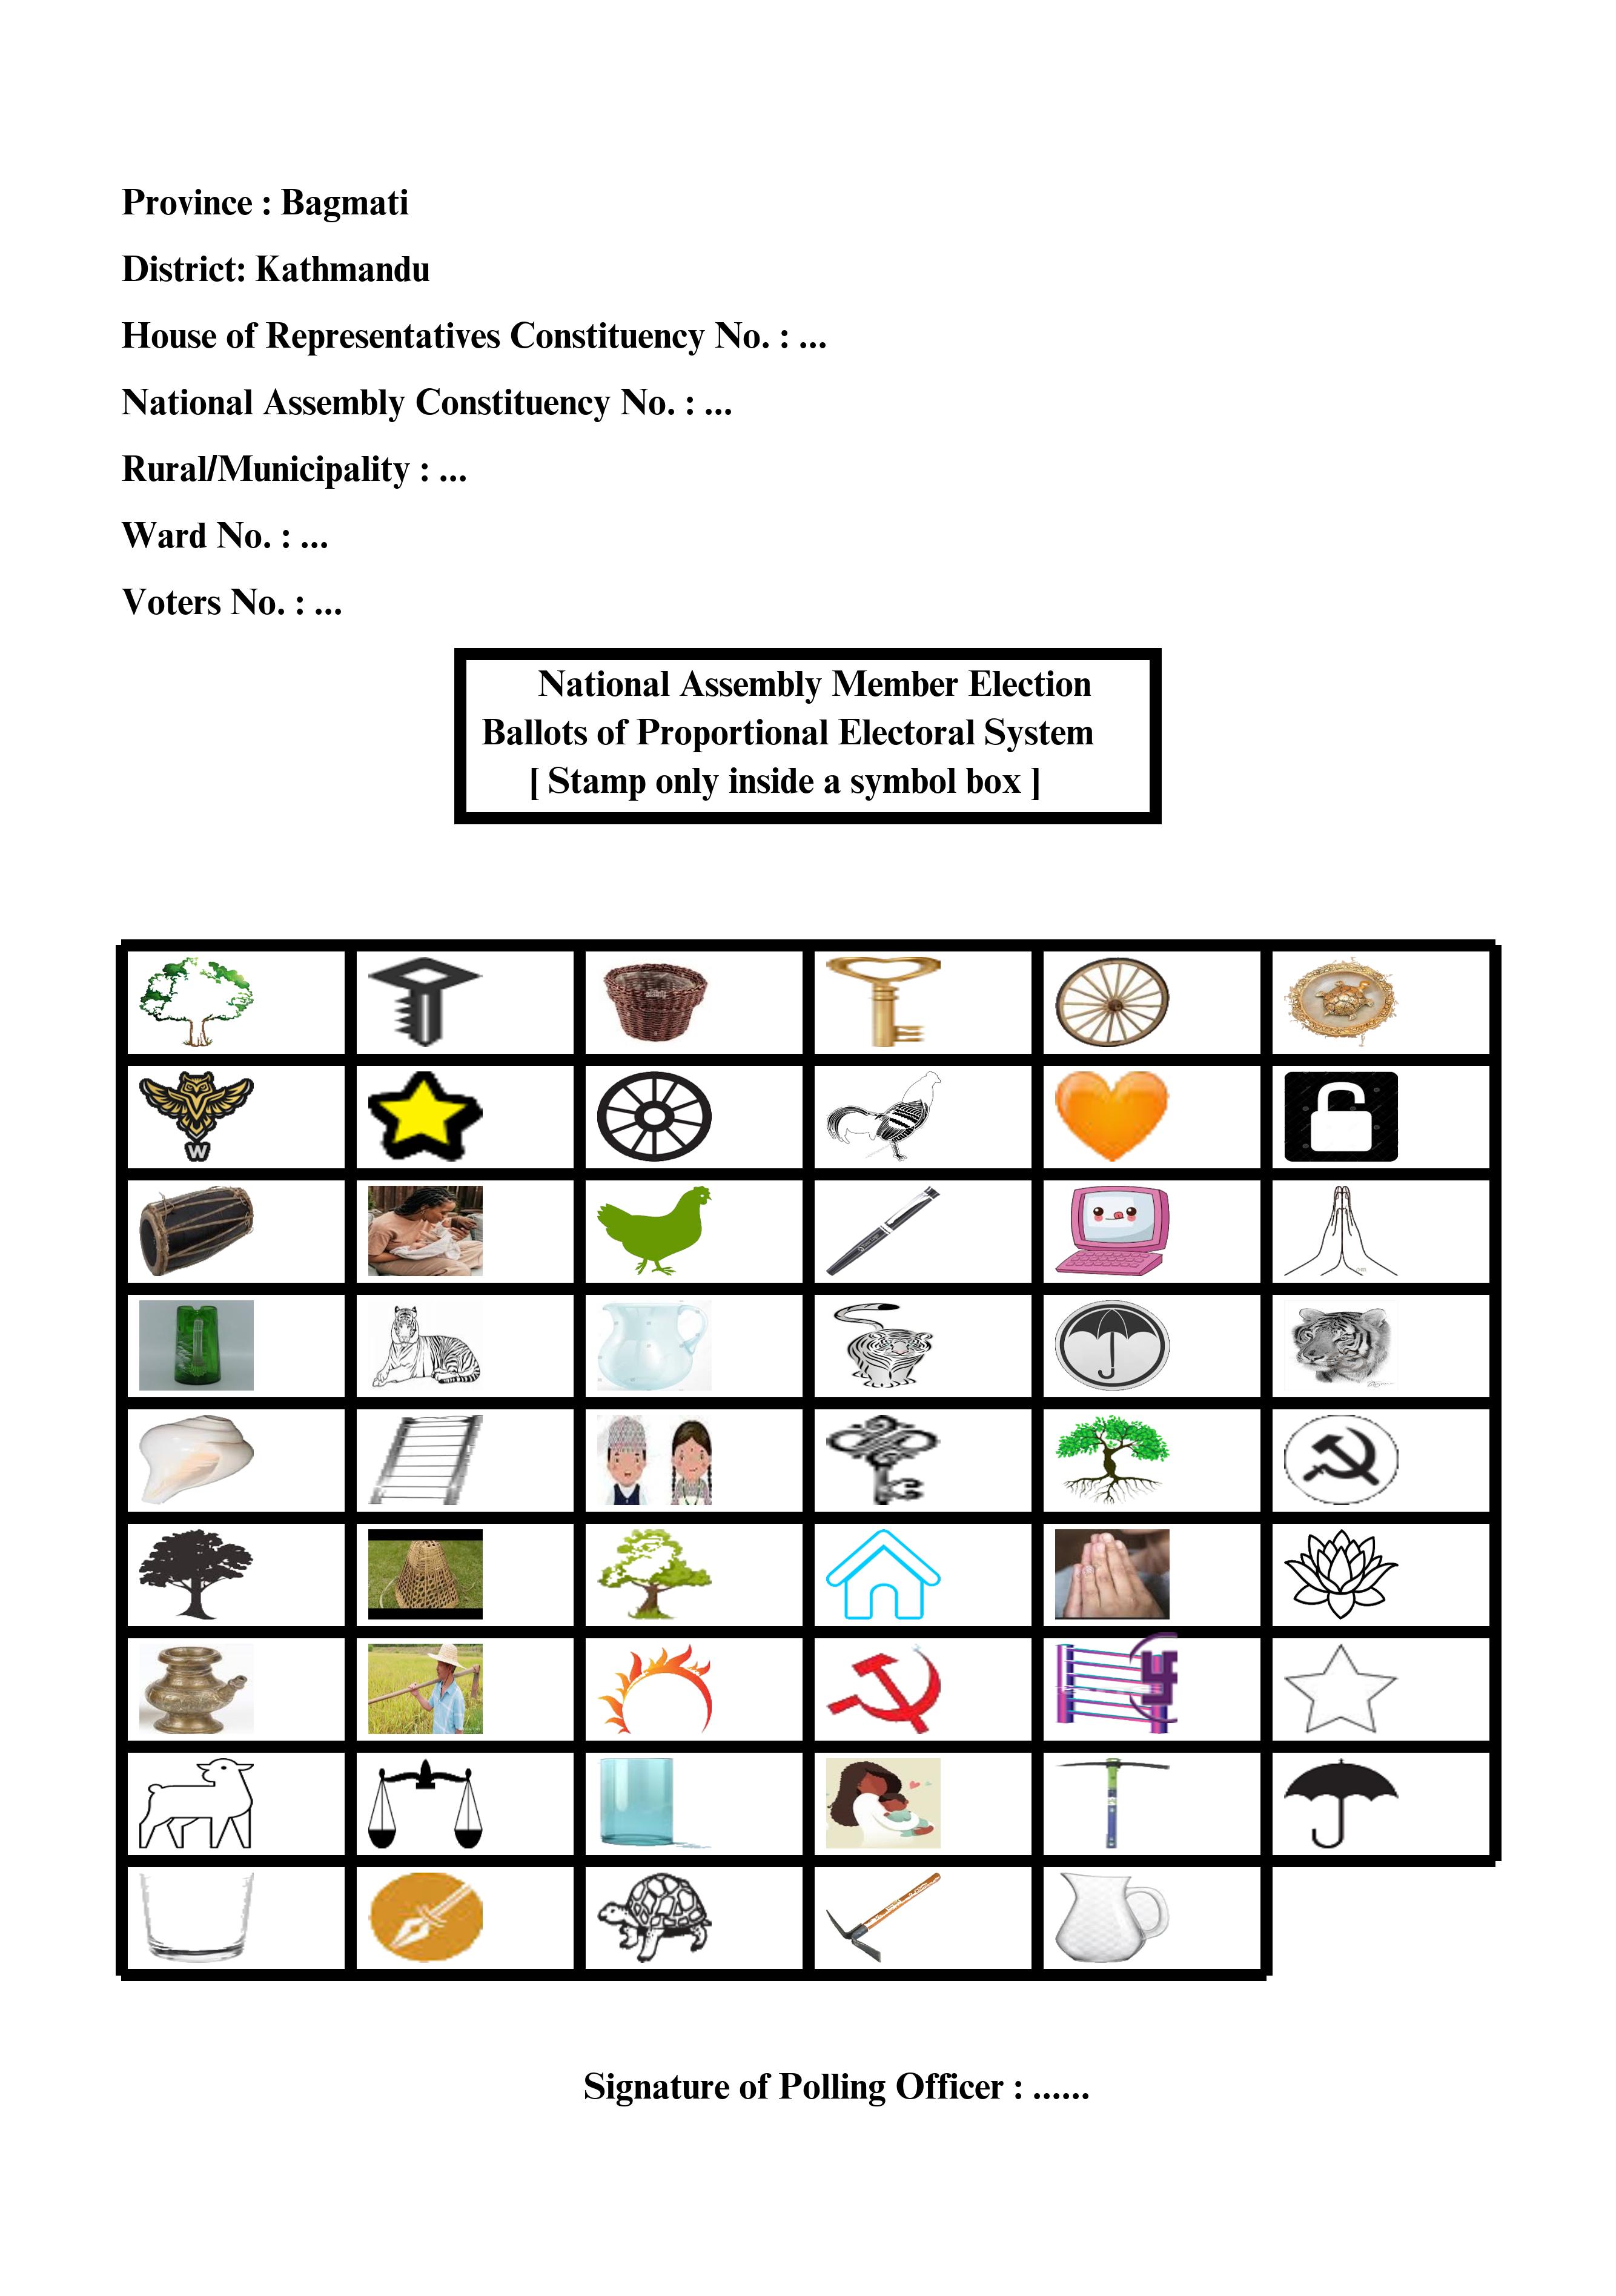 Province : Bagmati
District: Kathmandu
House of Representatives Constituency No. : ...
National Assembly Constituency No. : ...
Rural/Municipality : ...
Ward No. : ...
Voters No. : ...
National Assembly Member Election
Ballots of Proportional Electoral System
[ Stamp only inside a symbol box ]
W
Signature of Polling Officer : ......